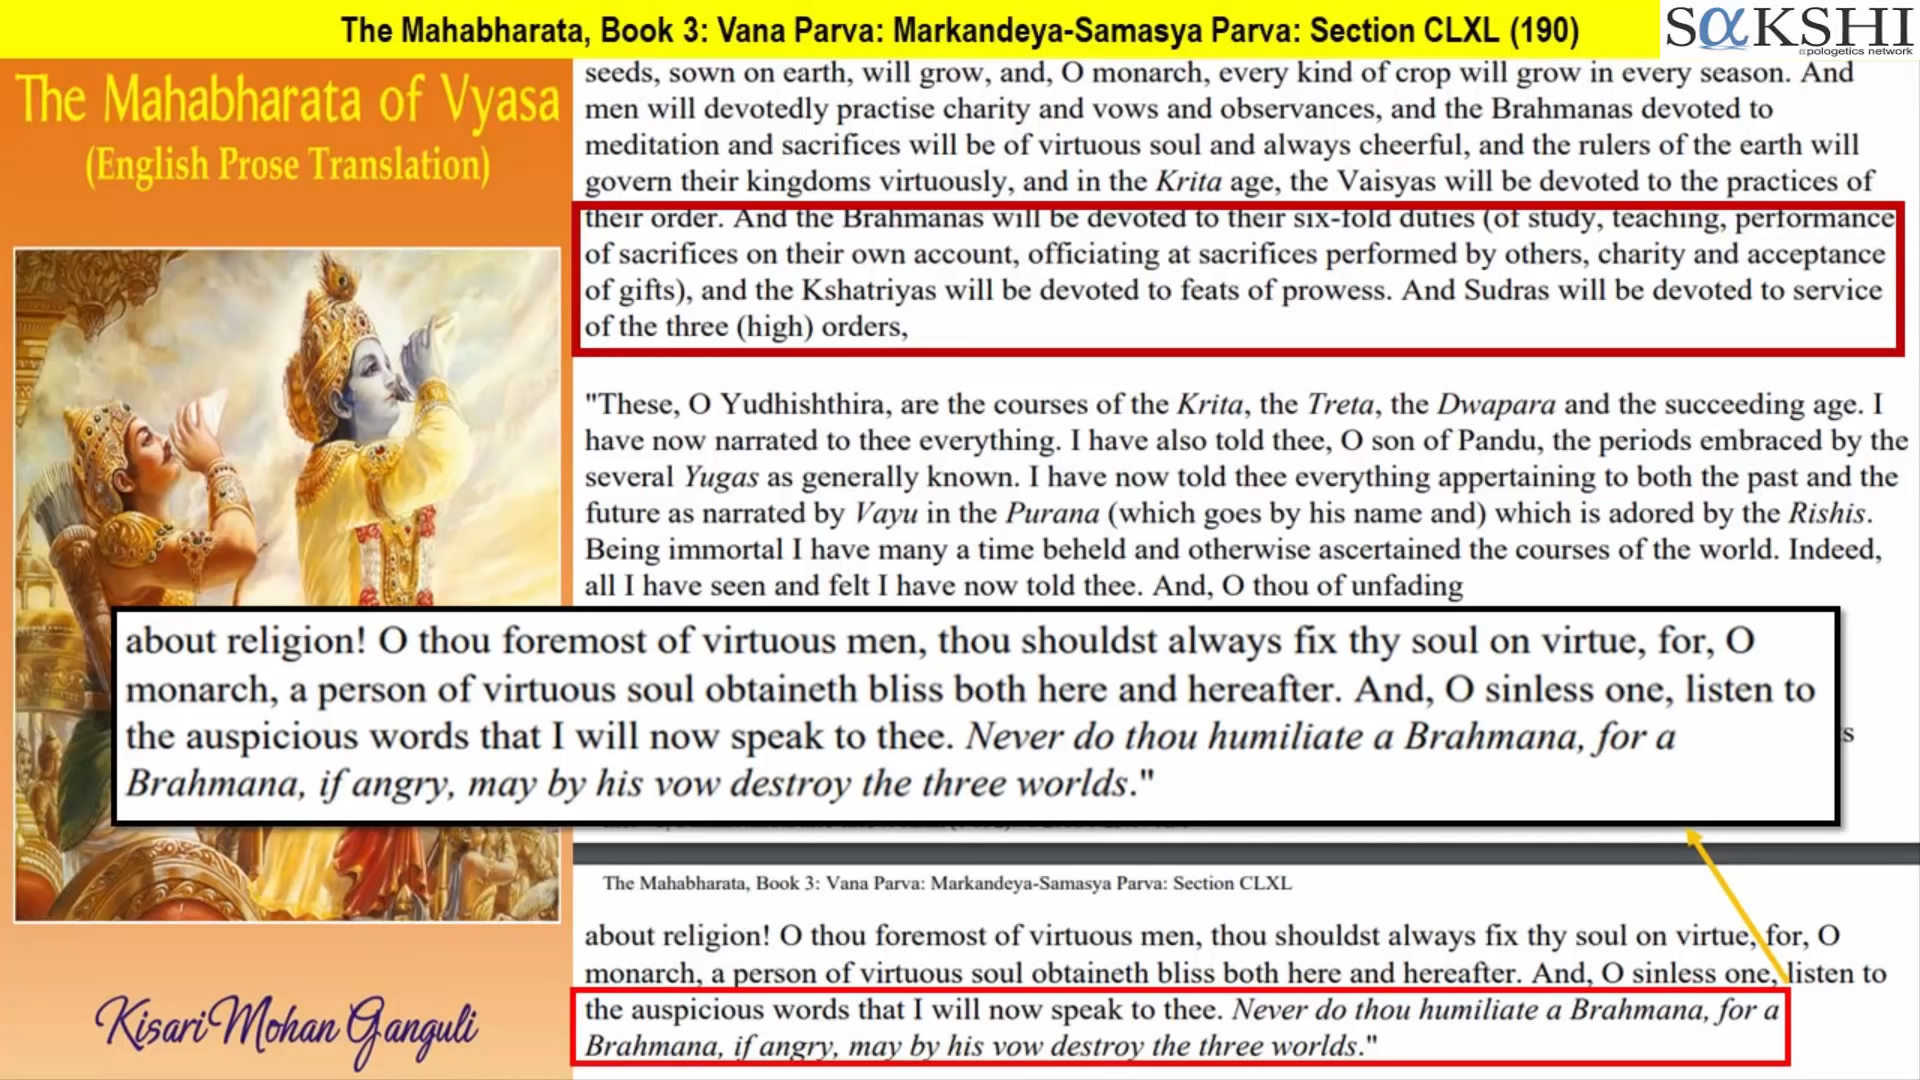 The Mahabharata, Book 3: Vana Parva: Markandeya-Samasya Parva: Section CLXL (190)
SαKSHI
αpologetics network
The Mahabharata of Vyasa
(English Prose Translation)
KisariMohan Ganguli
seeds, sown on earth, will grow, and, O monarch, every kind of crop will grow in every season. And
men will devotedly practise charity and vows and observances, and the Brahmanas devoted to
meditation and sacrifices will be of virtuous soul and always cheerful, and the rulers of the earth will
govern their kingdoms virtuously, and in the Krita age, the Vaisyas will be devoted to the practices of
their order. And the Brahmanas will be devoted to their six-fold duties (of study, teaching, performance
of sacrifices on their own account, officiating at sacrifices performed by others, charity and acceptance
of gifts), and the Kshatriyas will be devoted to feats of prowess. And Sudras will be devoted to service
of the three (high) orders,
"These, O Yudhishthira, are the courses of the Krita, the Treta, the Dwapara and the succeeding age. I
have now narrated to thee everything. I have also told thee, O son of Pandu, the periods embraced by the
several Yugas as generally known. I have now told thee everything appertaining to both the past and the
future as narrated by Vayu in the Purana (which goes by his name and) which is adored by the Rishis.
Being immortal I have many a time beheld and otherwise ascertained the courses of the world. Indeed,
all I have seen and felt I have now told thee. And, O thou of unfading
about religion! O thou foremost of virtuous men, thou shouldst always fix thy soul on virtue, for, O
monarch, a person of virtuous soul obtaineth bliss both here and hereafter. And, O sinless one, listen to
the auspicious words that I will now speak to thee. Never do thou humiliate a Brahmana, for a
Brahmana, if angry, may by his vow destroy the three worlds."
The Mahabharata, Book 3: Vana Parva: Markandeya-Samasya Parva: Section CLXL
about religion! O thou foremost of virtuous men, thou shouldst always fix thy soul on virtue, for, O
monarch, a person of virtuous soul obtaineth bliss both here and hereafter. And, O sinless one, listen to
the auspicious words that I will now speak to thee. Never do thou humiliate a Brahmana, for a
Brahmana, if angry, may by his vow destroy the three worlds."